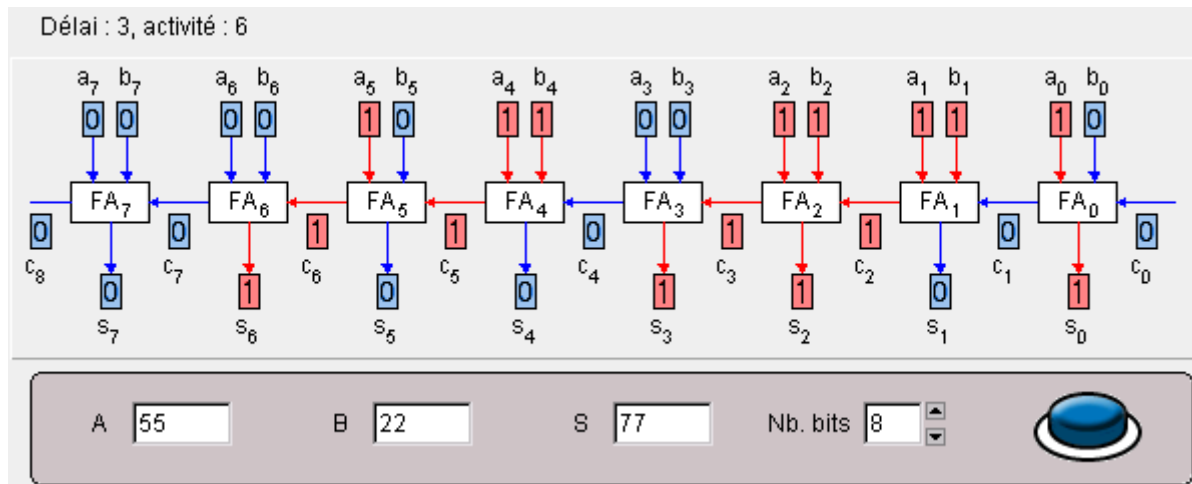 Délai : 3, activité : 6
a7 b7 a6 b6 a5 b5 a4 b4 a3 b3 a2 b2 a1 b1 a0 b0
0 0 0 0 1 0 1 1 0 0 1 1 1 1 1 0
FA7 FA6 FA5 FA4 FA3 FA2 FA1 FA0
0 0 1 1 0 1 1 0 0
c8 c7 c6 c5 c4 c3 c2 c1 c0
0 1 0 0 1 1 0 1
s7 s6 s5 s4 s3 s2 s1 s0
A 55 B 22 S 77 Nb. bits 8